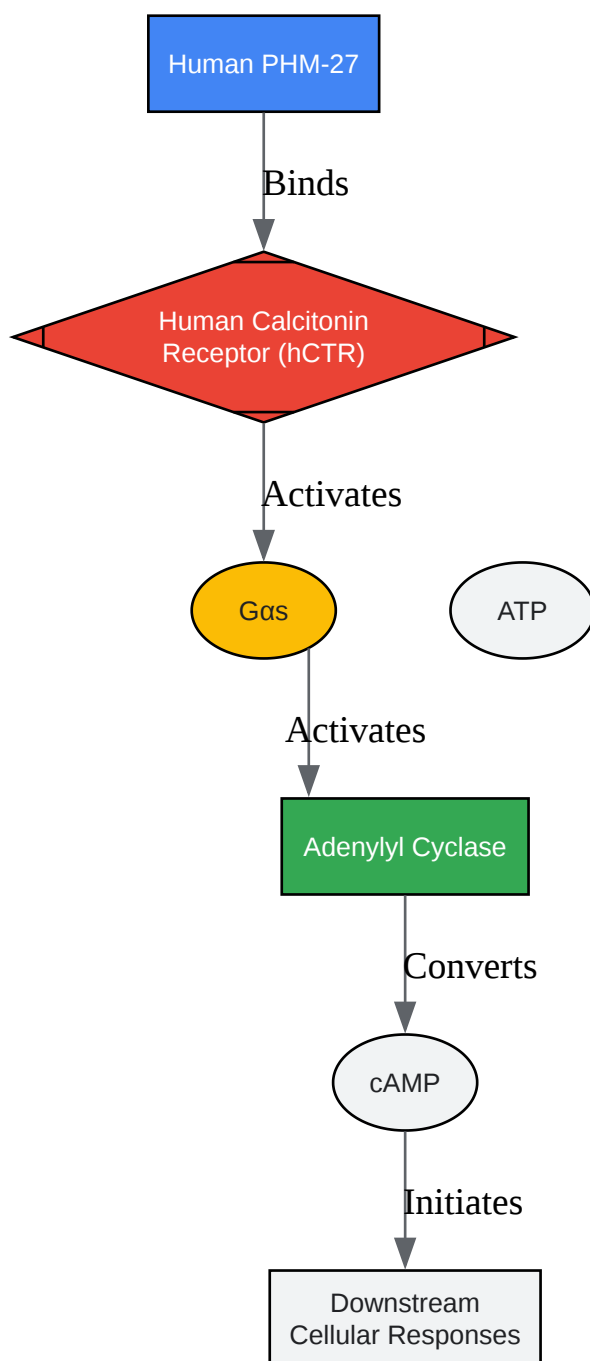 Human PHM-27
Binds
Human Calcitonin
Receptor (hCTR)
Activates
Gαs
ATP
Activates
Adenylyl Cyclase
Converts
cAMP
Initiates
Downstream
Cellular Responses